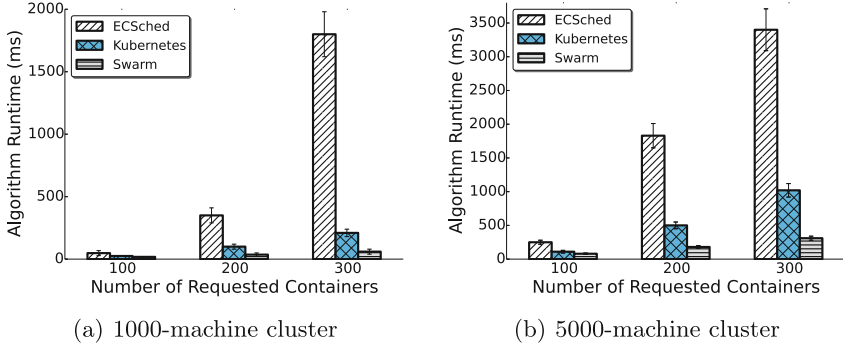 2000
1500
1000
500
0
Algorithm Runtime (ms)
ECSched
Kubernetes
Swarm
100 200 300
Number of Requested Containers
(a) 1000-machine cluster
3500
3000
2500
2000
1500
1000
500
0
Algorithm Runtime (ms)
ECSched
Kubernetes
Swarm
100 200 300
Number of Requested Containers
(b) 5000-machine cluster